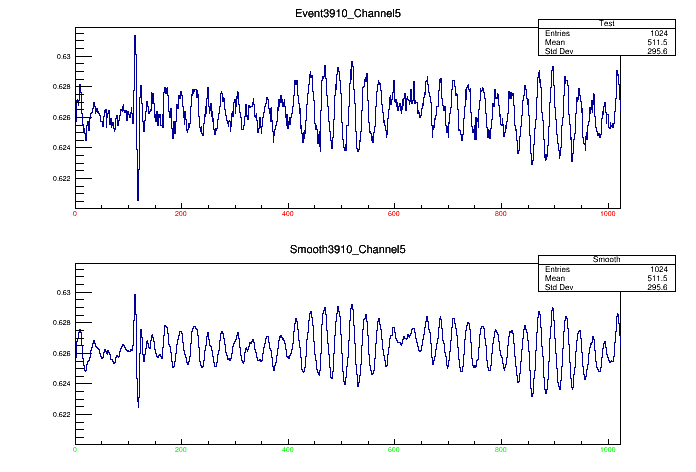 Event3910_Channel5
Test
Entries 1024
Mean 511.5
Std Dev 295.6
0.63
0.628
0.626
0.624
0.622
0 200 400 600 800 1000
Smooth3910_Channel5
Smooth
Entries 1024
Mean 511.5
Std Dev 295.6
0.63
0.628
0.626
0.624
0.622
0 200 400 600 800 1000